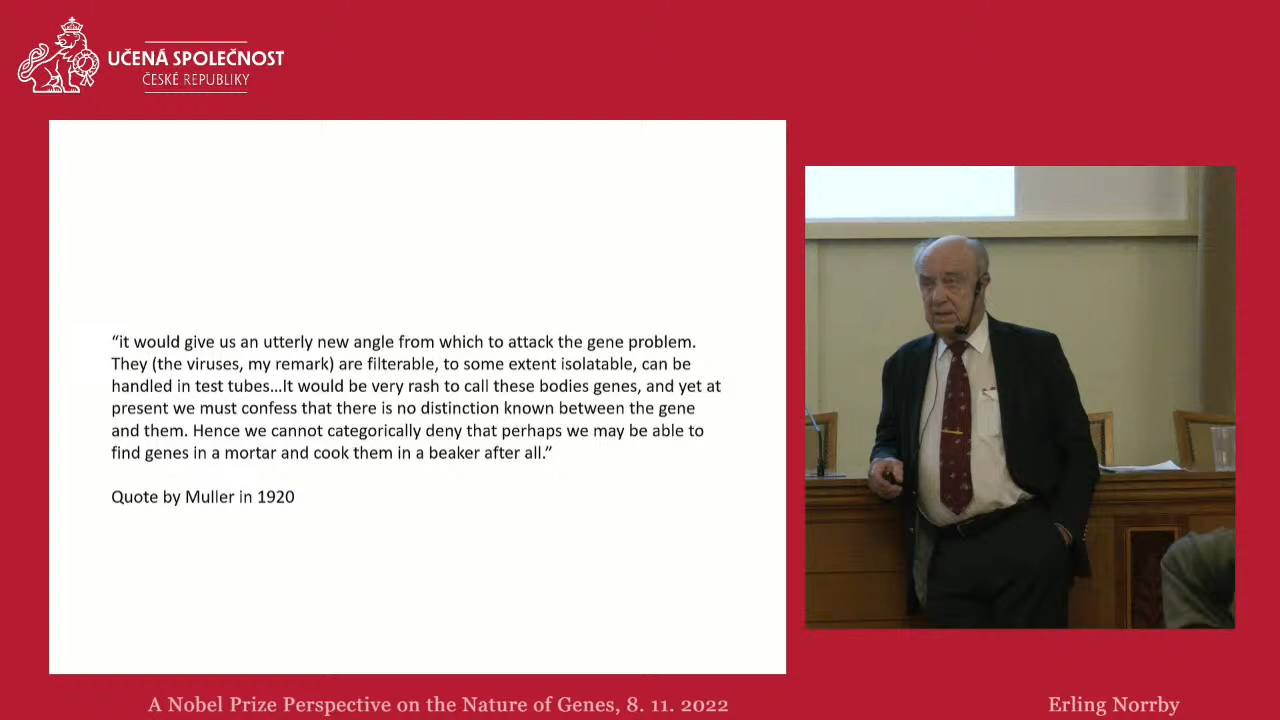 UČENÁ SPOLEČNOST
ČESKÉ REPUBLIKY
“it would give us an utterly new angle from which to attack the gene problem.
They (the viruses, my remark) are filterable, to some extent isolatable, can be
handled in test tubes…It would be very rash to call these bodies genes, and yet at
present we must confess that there is no distinction known between the gene
and them. Hence we cannot categorically deny that perhaps we may be able to
find genes in a mortar and cook them in a beaker after all.”
Quote by Muller in 1920
A Nobel Prize Perspective on the Nature of Genes, 8. 11. 2022
Erling Norrby